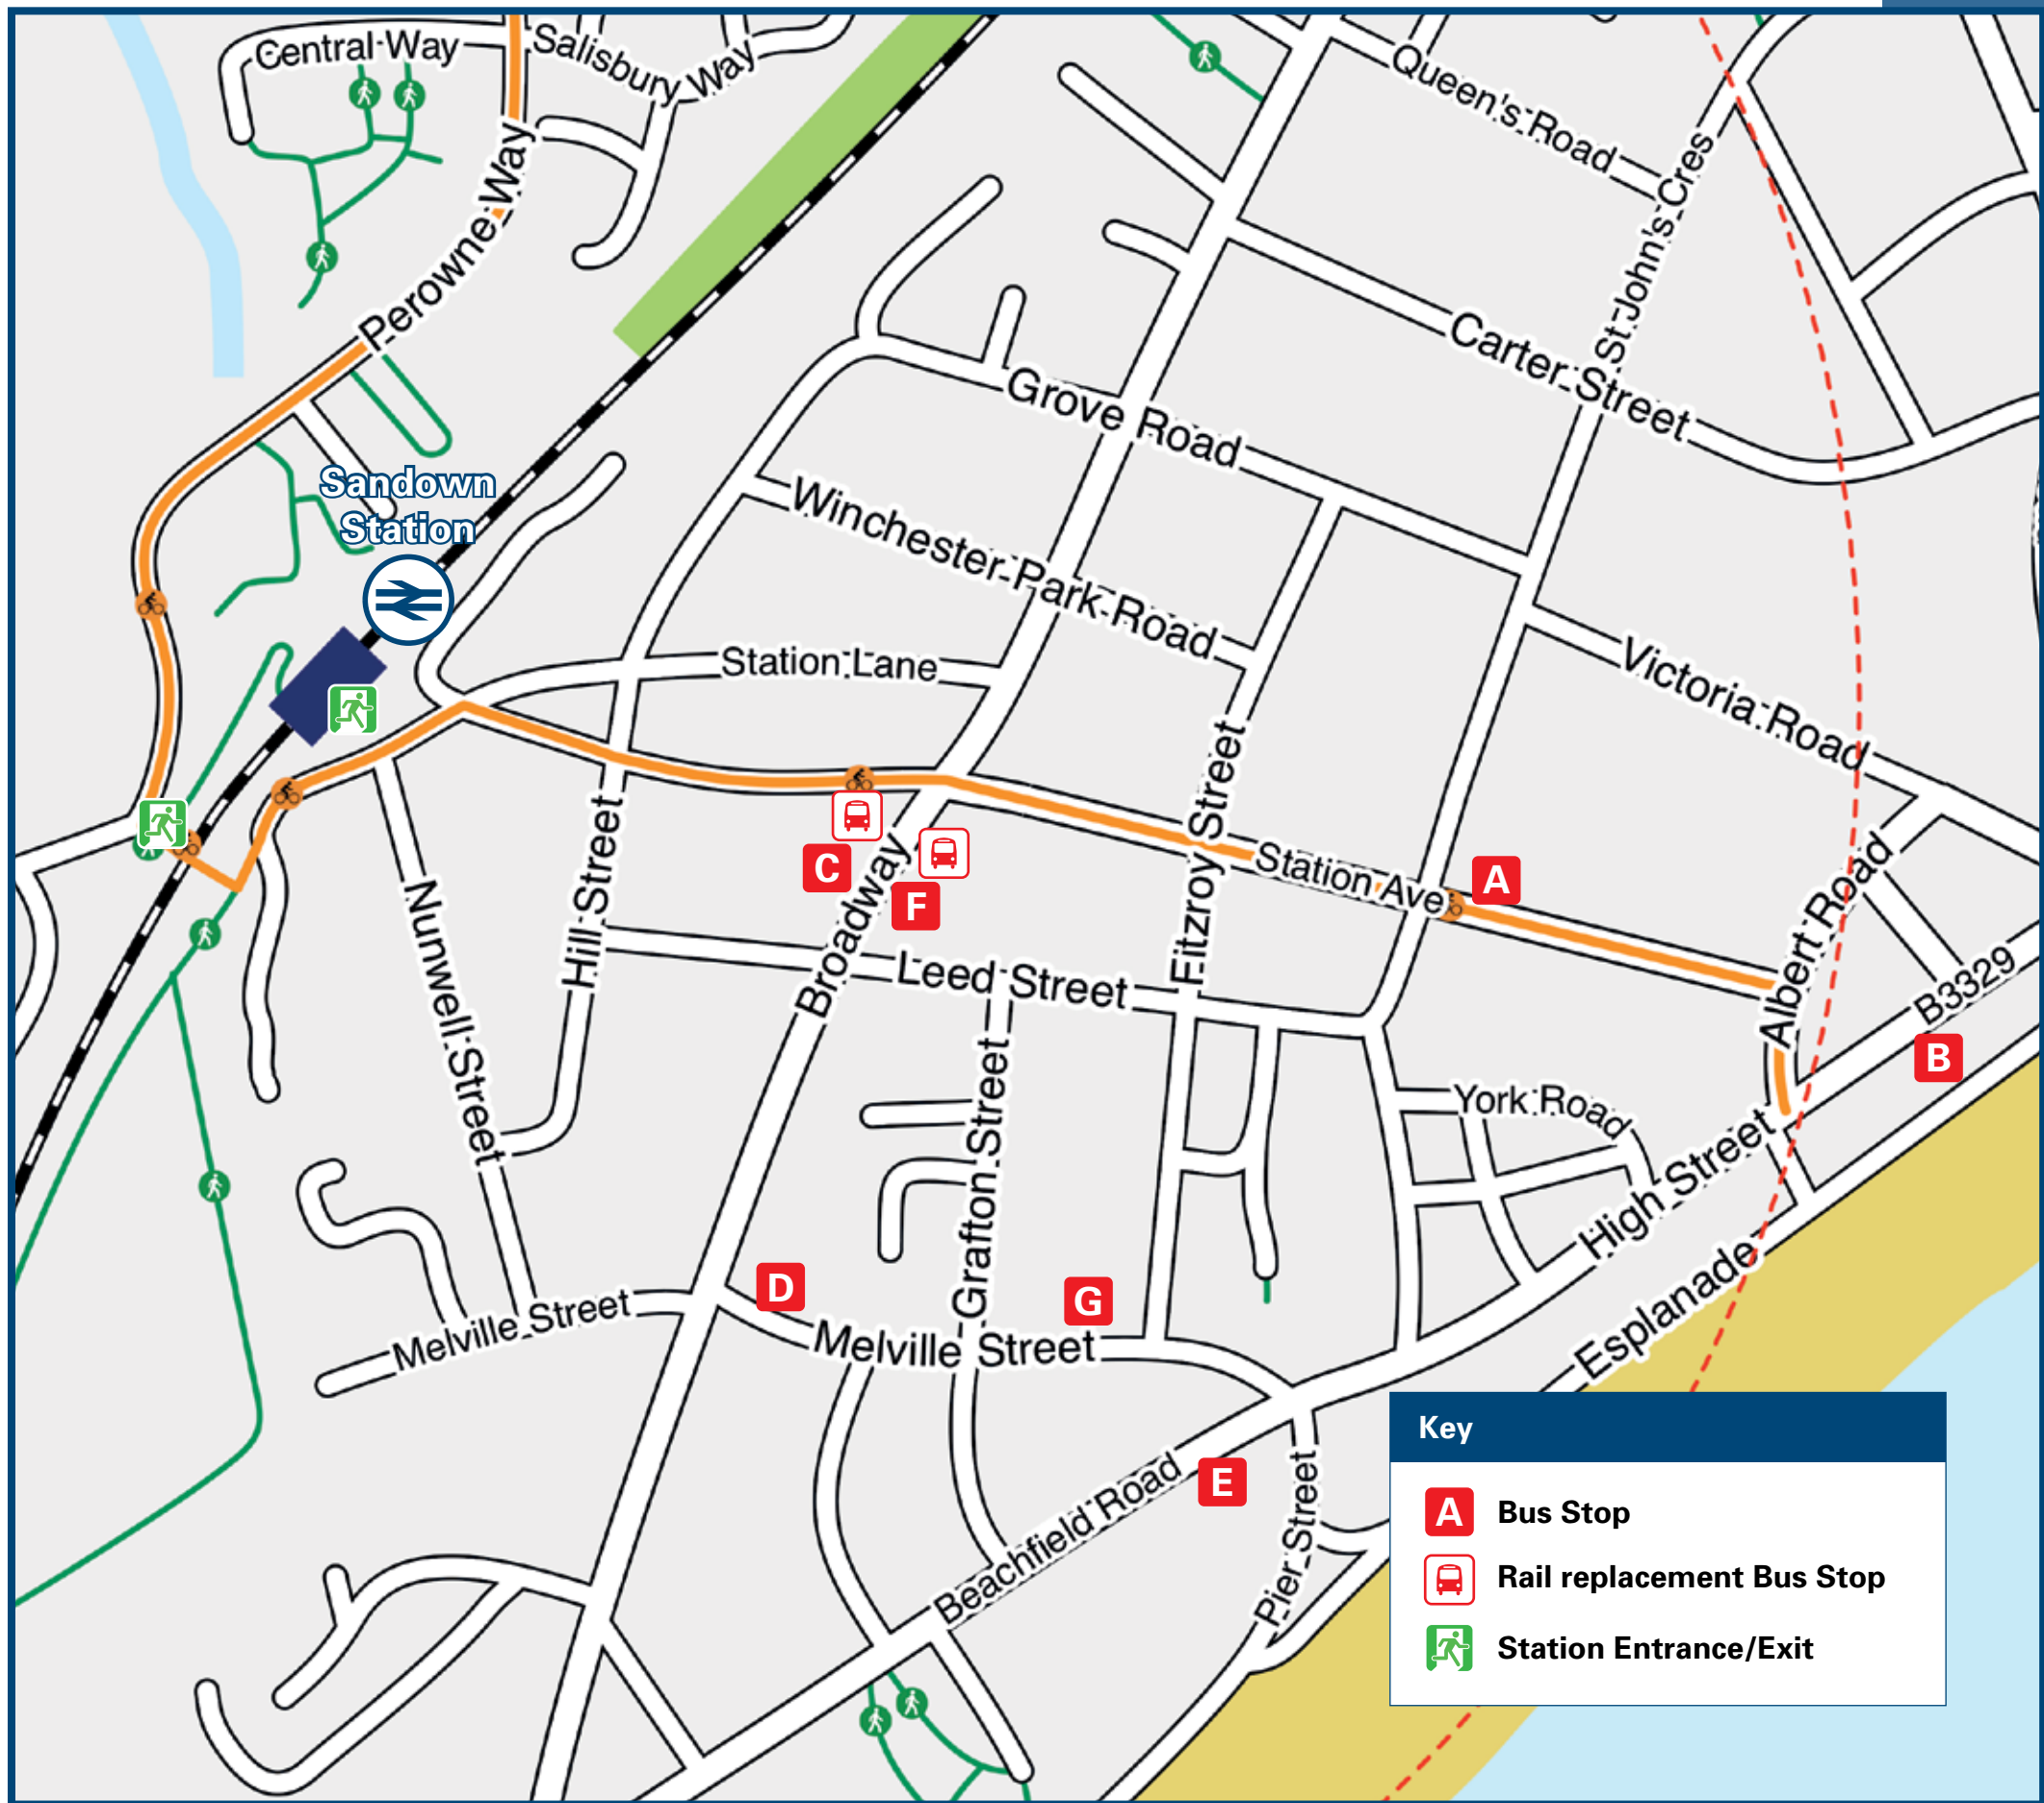 Central Way
Salisbury Way
Queen's Road
Perowne Way
St John's Cres
Carter Street
Grove Road
Sandown
Station
Winchester Park Road
Station Lane
Victoria Road
Fitzroy Street
Hill Street
Station Ave
A
C
F
Broadway
Albert Road
Nunwell Street
Leed Street
B3329
B
Grafton Street
York Road
High Street
Esplanade
D
G
Melville Street
Melville Street
E
Beachfield Road
Pier Street
Key
A Bus Stop
Rail replacement Bus Stop
Station Entrance/Exit